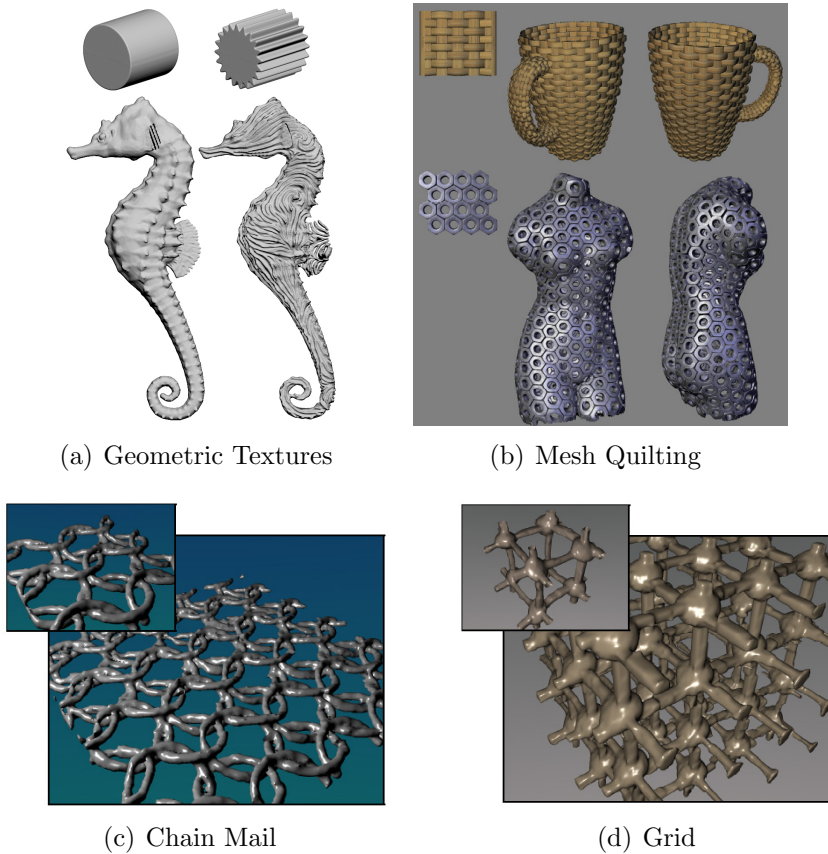 (a) Geometric Textures
(b) Mesh Quilting
(c) Chain Mail
(d) Grid